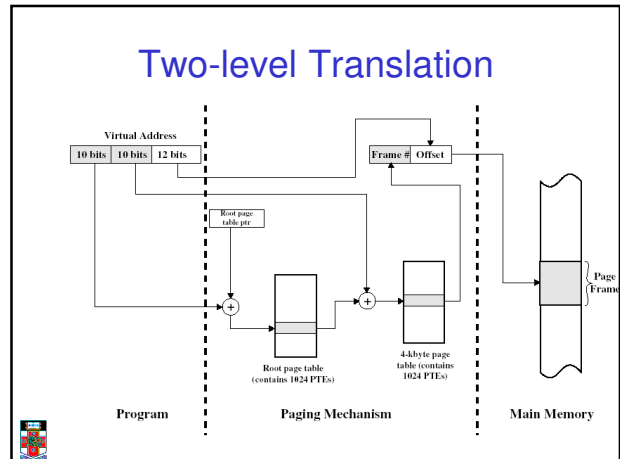 Two-level Translation
Virtual Address
10 bits 10 bits 12 bits
Frame # Offset
Root page
table ptr
+
+
Page
Frame
Root page table
(contains 1024 PTEs)
4-kbyte page
table (contains
1024 PTEs)
Program
Paging Mechanism
Main Memory